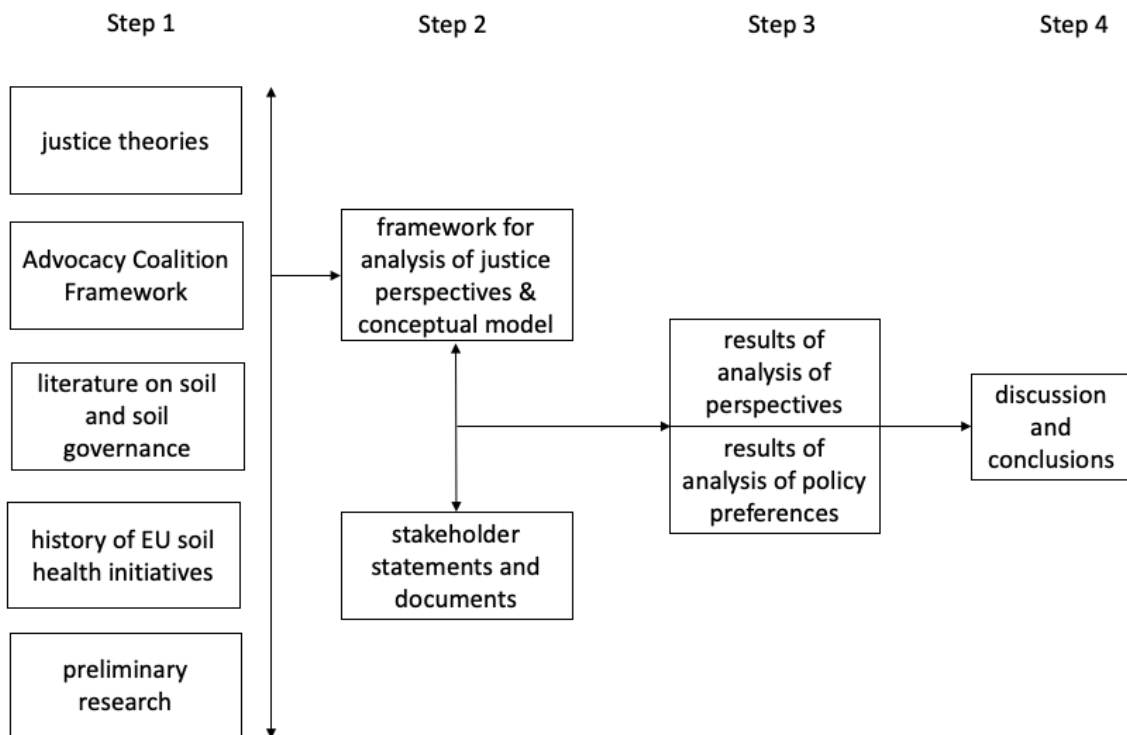 Step 1
Step 2
Step 3
Step 4
justice theories
Advocacy Coalition
Framework
literature on soil
and soil
governance
history of EU soil
health initiatives
preliminary
research
framework for
analysis of justice
perspectives &
conceptual model
stakeholder
statements and
documents
results of
analysis of
perspectives
results of
analysis of policy
preferences
discussion
and
conclusions